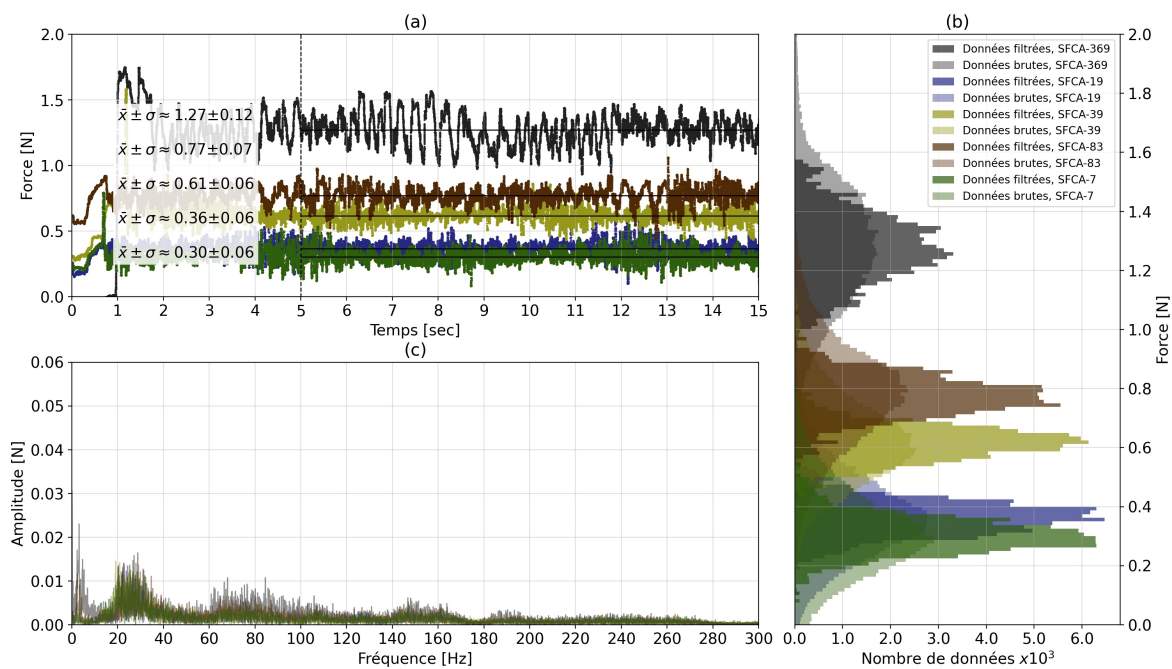 (a)
2.0
1.5
1.0
0.5
0.0
Force [N]
x̄ ± σ ≈ 1.27±0.12
x̄ ± σ ≈ 0.77±0.07
x̄ ± σ ≈ 0.61±0.06
x̄ ± σ ≈ 0.36±0.06
x̄ ± σ ≈ 0.30±0.06
0 1 2 3 4 5 6 7 8 9 10 11 12 13 14 15
Temps [sec]
(c)
0.06
0.05
0.04
0.03
0.02
0.01
0.00
Amplitude [N]
0 20 40 60 80 100 120 140 160 180 200 220 240 260 280 300
Fréquence [Hz]
(b)
Données filtrées, SFCA-369
Données brutes, SFCA-369
Données filtrées, SFCA-19
Données brutes, SFCA-19
Données filtrées, SFCA-39
Données brutes, SFCA-39
Données filtrées, SFCA-83
Données brutes, SFCA-83
Données filtrées, SFCA-7
Données brutes, SFCA-7
2.0
1.8
1.6
1.4
1.2
1.0
0.8
0.6
0.4
0.2
0.0
Force [N]
0.0 1.0 2.0 3.0 4.0 5.0 6.0
Nombre de données x10³